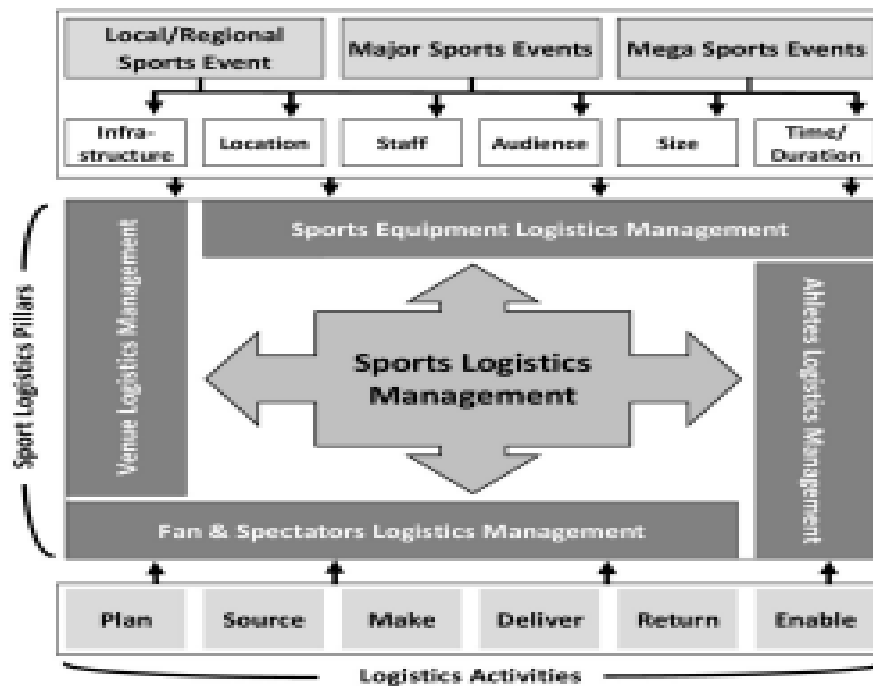 Local/Regional
Sports Event
Major Sports Events
Mega Sports Events
Infra-
structure
Location
Staff
Audience
Size
Time/
Duration
Sport Logistics Pillars
Venue Logistics Management
Sports Equipment Logistics Management
Sports Logistics
Management
Ahletes Logistics Management
Fan & Spectators Logistics Management
Plan
Source
Make
Deliver
Return
Enable
Logistics Activities